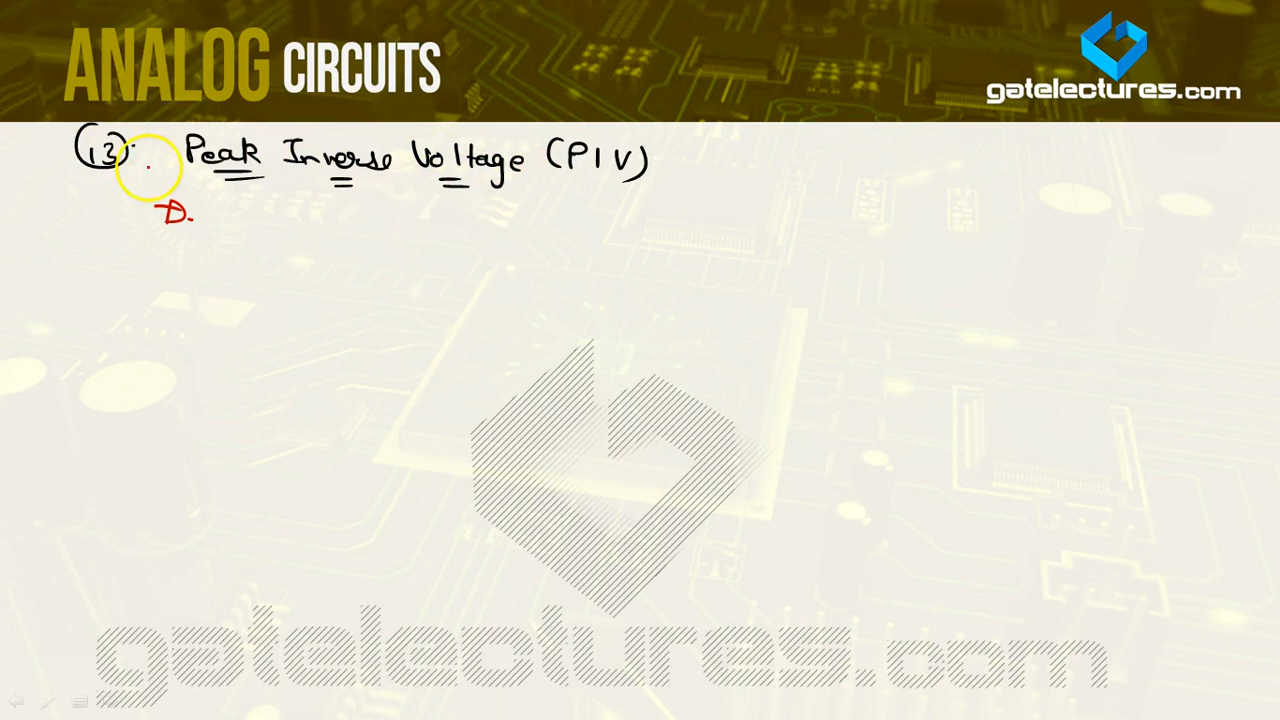 ANALOG CIRCUITS
gatelectures.com
(13). Peak Inverse Voltage (PIV)
D.
gatelectures.com